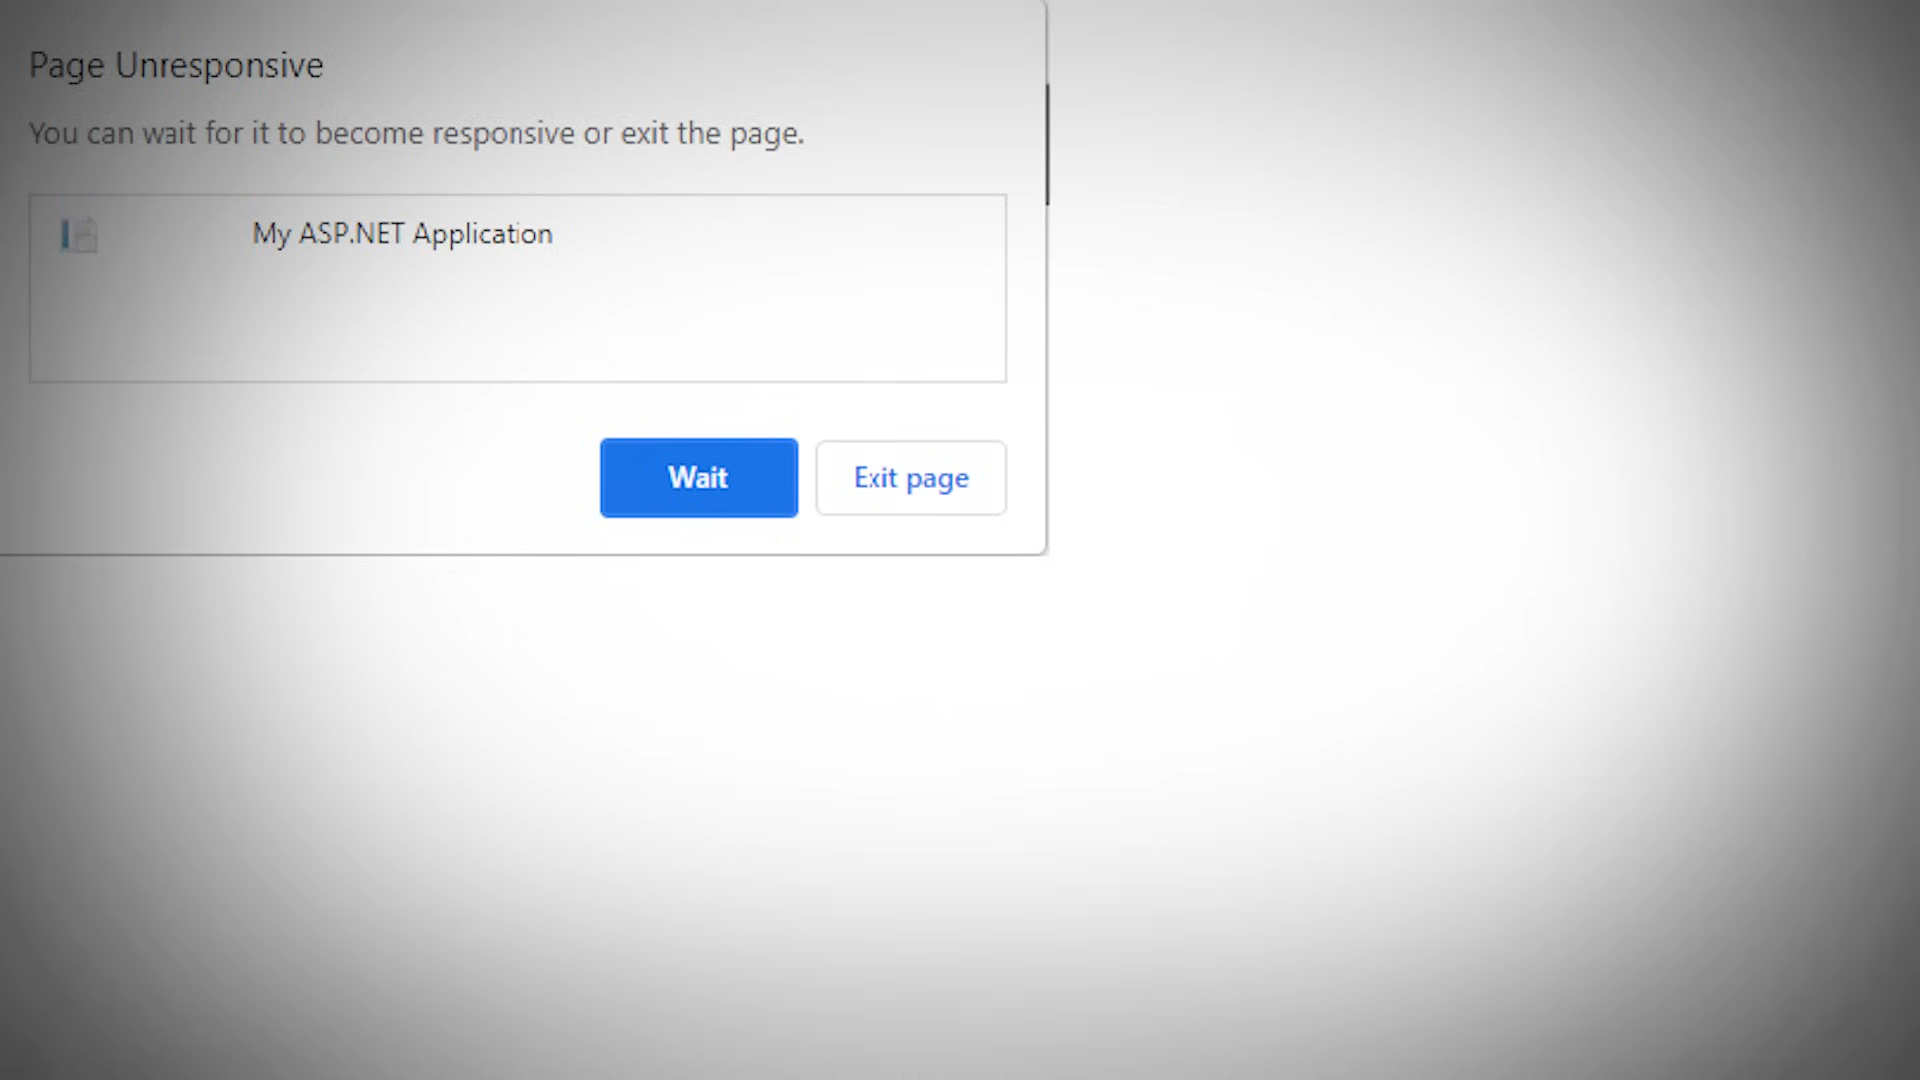 Page Unresponsive
You can wait for it to become responsive or exit the page.
My ASP.NET Application
Wait
Exit page